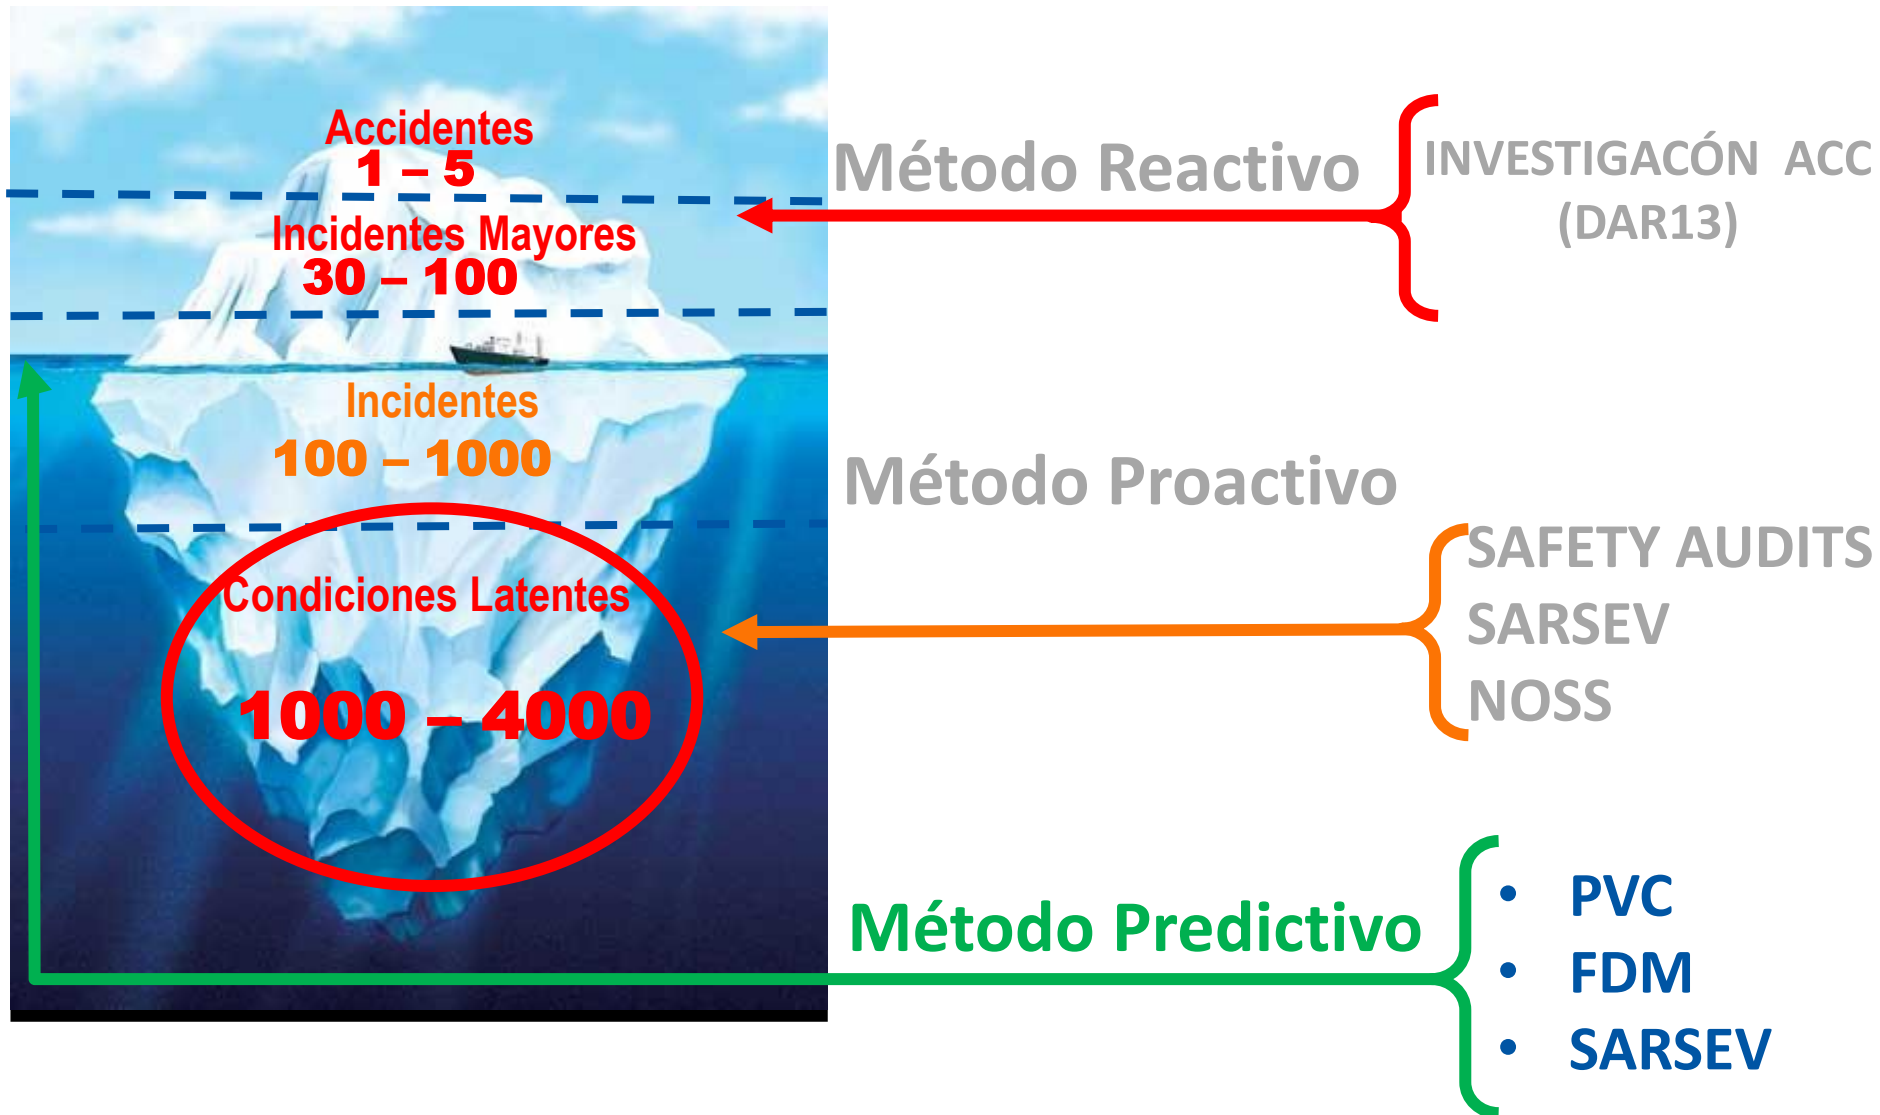 Accidentes
1 – 5
Incidentes Mayores
30 – 100
Incidentes
100 – 1000
Condiciones Latentes
1000 – 4000
Método Reactivo
INVESTIGACÓN ACC
(DAR13)
Método Proactivo
SAFETY AUDITS
SARSEV
NOSS
Método Predictivo
• PVC
• FDM
• SARSEV